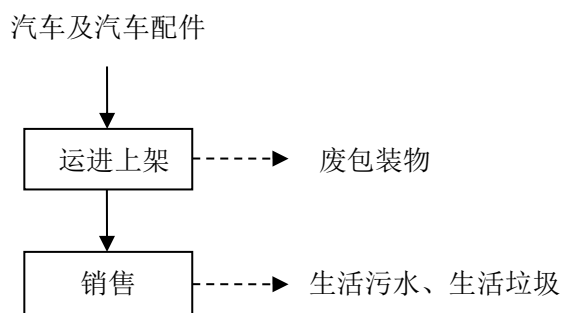 汽车及汽车配件
运进上架
废包装物
销售
生活污水、生活垃圾